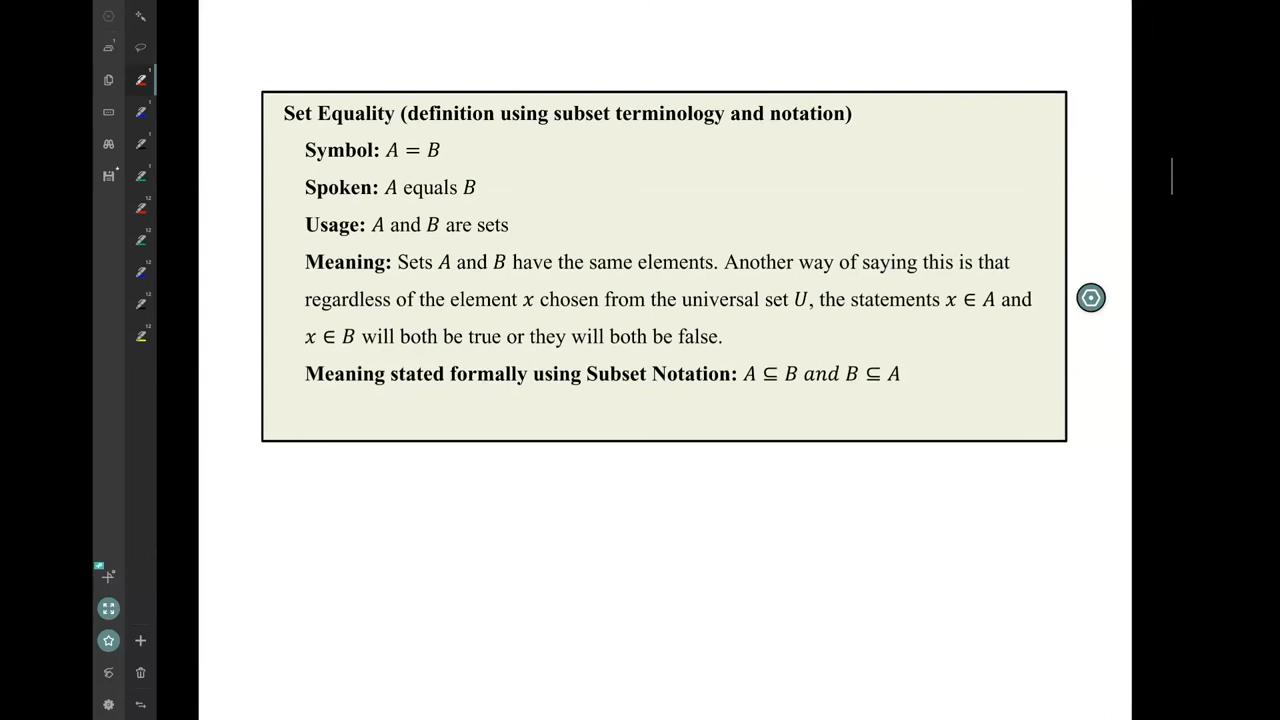 Set Equality (definition using subset terminology and notation)
Symbol: A = B
Spoken: A equals B
Usage: A and B are sets
Meaning: Sets A and B have the same elements. Another way of saying this is that
regardless of the element x chosen from the universal set U, the statements x ∈ A and
x ∈ B will both be true or they will both be false.
Meaning stated formally using Subset Notation: A ⊆ B and B ⊆ A